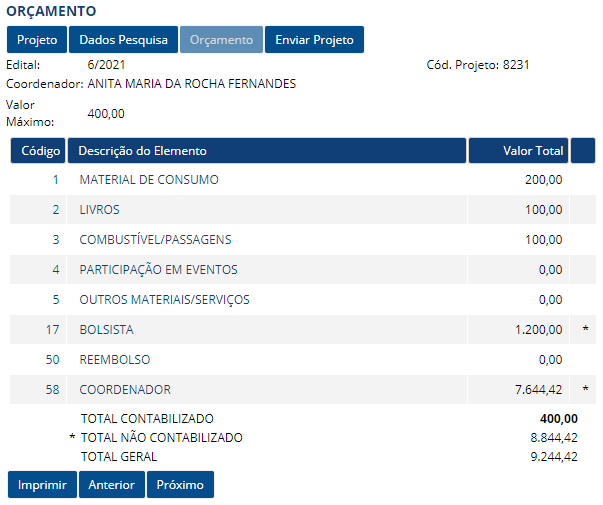 ORÇAMENTO
Projeto Dados Pesquisa Orçamento Enviar Projeto
Edital: 6/2021 Cód. Projeto: 8231
Coordenador: ANITA MARIA DA ROCHA FERNANDES
Valor
Máximo: 400,00
Código Descrição do Elemento Valor Total
1 MATERIAL DE CONSUMO 200,00
2 LIVROS 100,00
3 COMBUSTÍVEL/PASSAGENS 100,00
4 PARTICIPAÇÃO EM EVENTOS 0,00
5 OUTROS MATERIAIS/SERVIÇOS 0,00
17 BOLSISTA 1.200,00 *
50 REEMBOLSO 0,00
58 COORDENADOR 7.644,42 *
TOTAL CONTABILIZADO 400,00
* TOTAL NÃO CONTABILIZADO 8.844,42
TOTAL GERAL 9.244,42
Imprimir Anterior Próximo